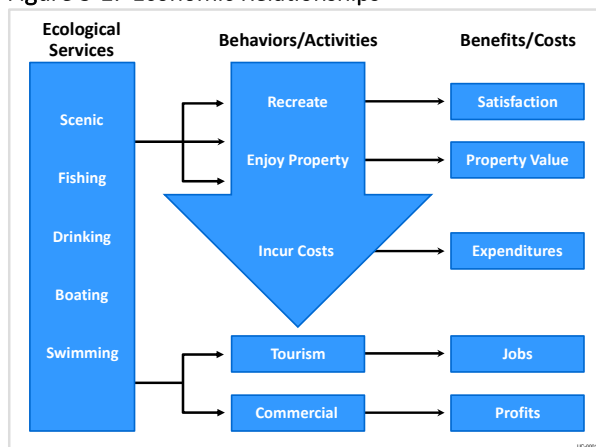 Ecological
Services
Behaviors/Activities
Benefits/Costs
Scenic
Fishing
Drinking
Boating
Swimming
Recreate
Enjoy Property
Incur Costs
Tourism
Commercial
Satisfaction
Property Value
Expenditures
Jobs
Profits